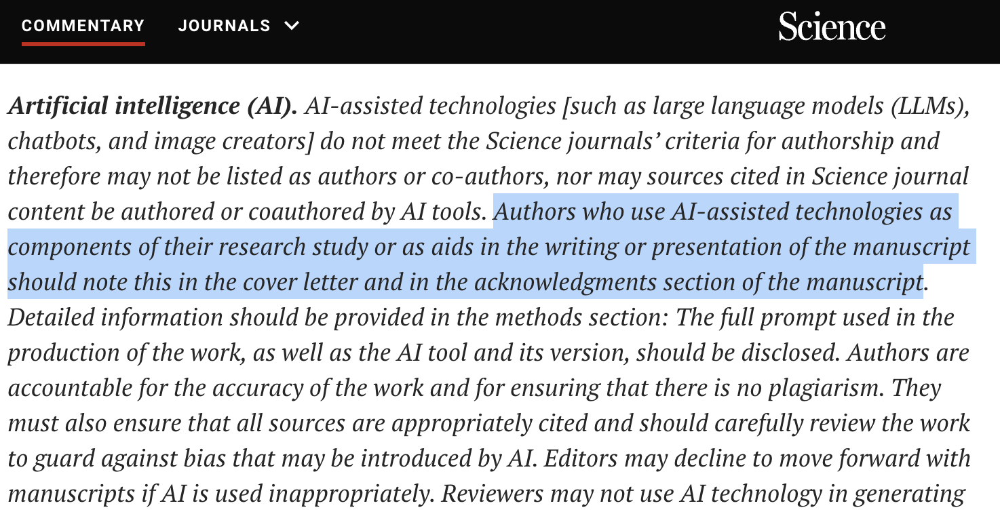 COMMENTARY JOURNALS Science
Artificial intelligence (AI). AI-assisted technologies [such as large language models (LLMs),
chatbots, and image creators] do not meet the Science journals’ criteria for authorship and
therefore may not be listed as authors or co-authors, nor may sources cited in Science journal
content be authored or coauthored by AI tools. Authors who use AI-assisted technologies as
components of their research study or as aids in the writing or presentation of the manuscript
should note this in the cover letter and in the acknowledgments section of the manuscript.
Detailed information should be provided in the methods section: The full prompt used in the
production of the work, as well as the AI tool and its version, should be disclosed. Authors are
accountable for the accuracy of the work and for ensuring that there is no plagiarism. They
must also ensure that all sources are appropriately cited and should carefully review the work
to guard against bias that may be introduced by AI. Editors may decline to move forward with
manuscripts if AI is used inappropriately. Reviewers may not use AI technology in generating